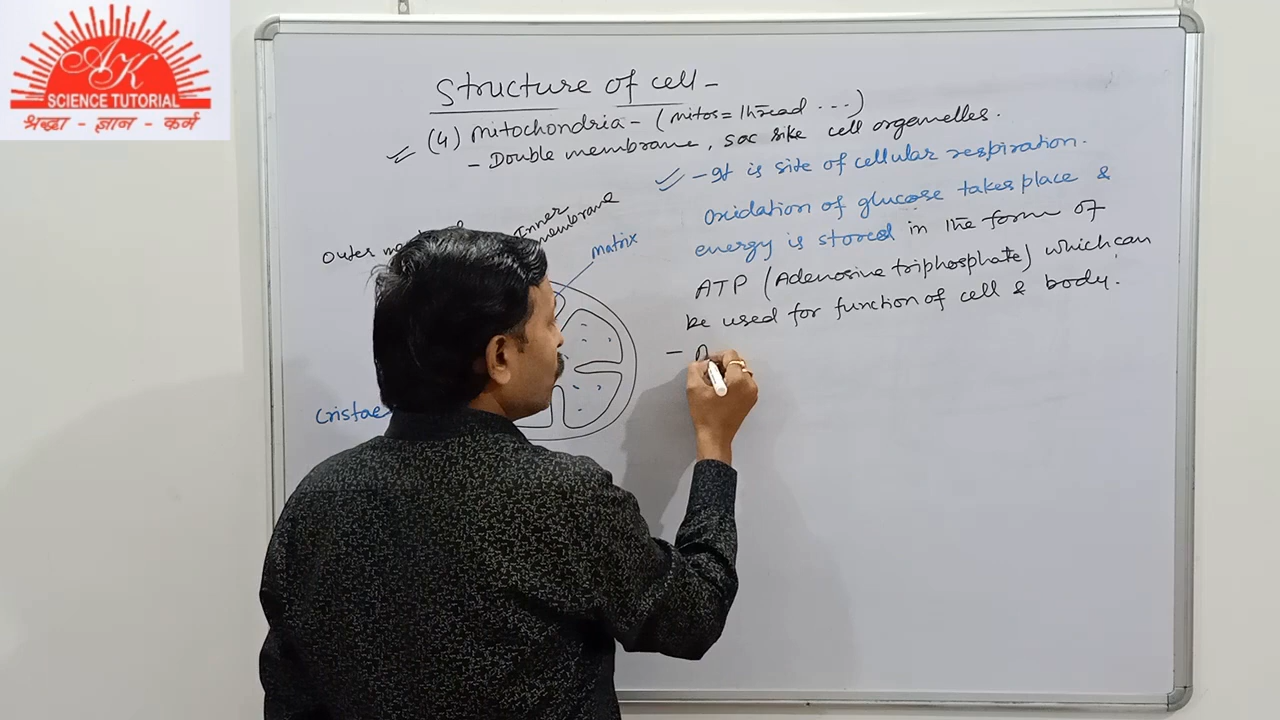 AK
SCIENCE TUTORIAL
श्रद्धा - ज्ञान - कर्म
Structure of cell -
(4) Mitochondria - (mitos = thread ...)
- Double membrane, sac like cell organelles.
- It is site of cellular respiration.
Oxidation of glucose takes place &
energy is stored in the form of
ATP (Adenosine triphosphate) which can
be used for function of cell & body.
-
Outer
Inner
membrane
matrix
Cristae